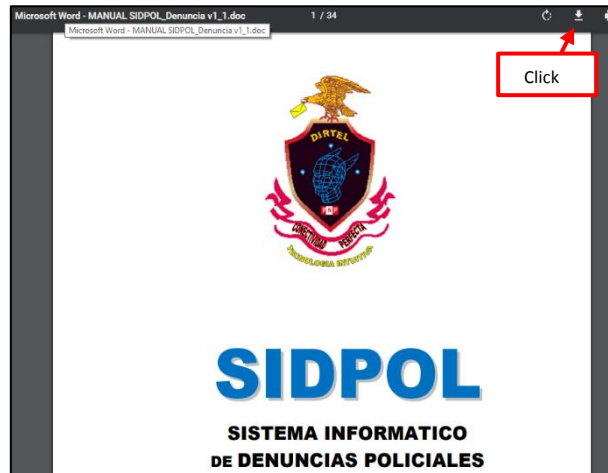 Microsoft Word - MANUAL SIDPOL_Denuncia v1_1.doc
1 / 34
Microsoft Word - MANUAL SIDPOL_Denuncia v1_1.doc
Click
DIRTEL
PNP
CONECTIVIDAD PERFECTA
TECNOLOGIA INTUITIVA
SIDPOL
SISTEMA INFORMATICO
DE DENUNCIAS POLICIALES